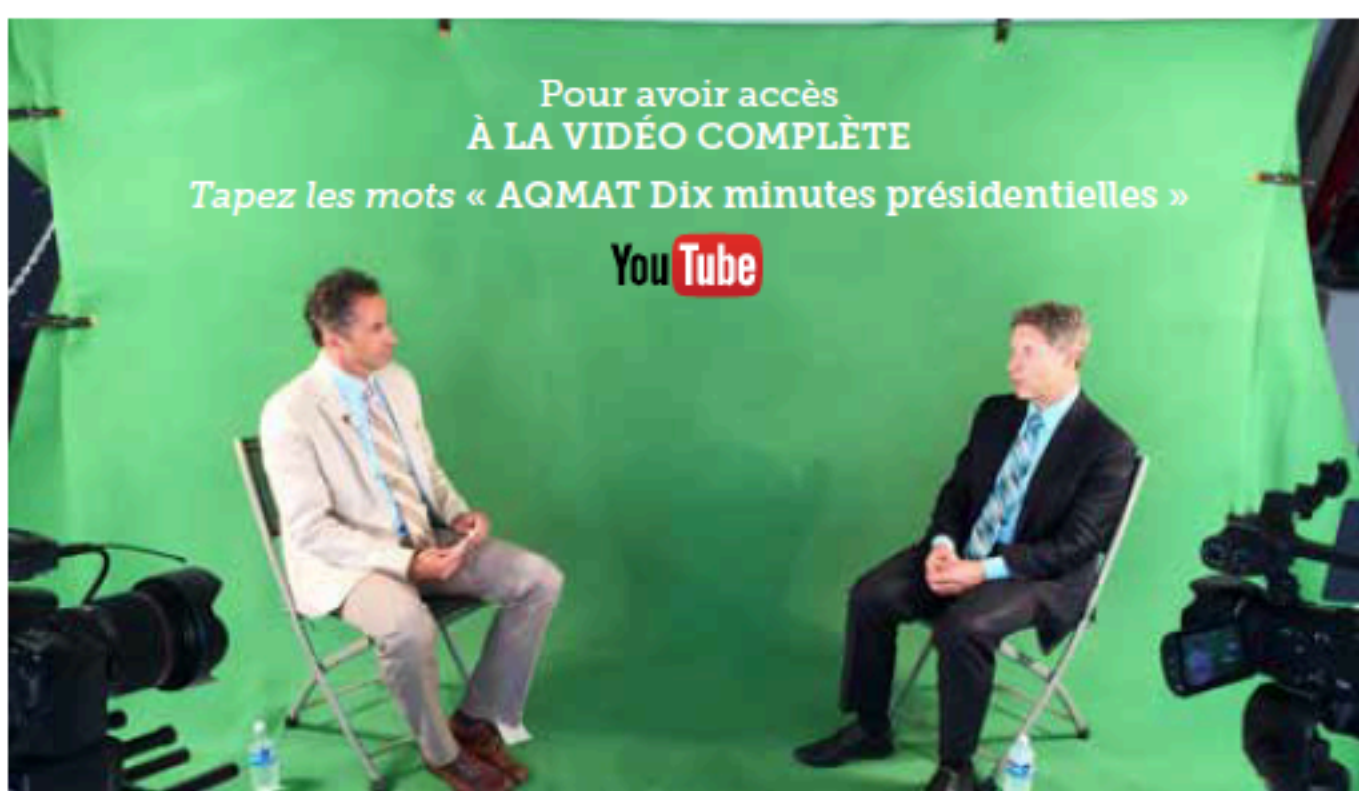 Pour avoir accès
À LA VIDÉO COMPLÈTE
Tapez les mots « AQMAT Dix minutes présidentielles »
YouTube